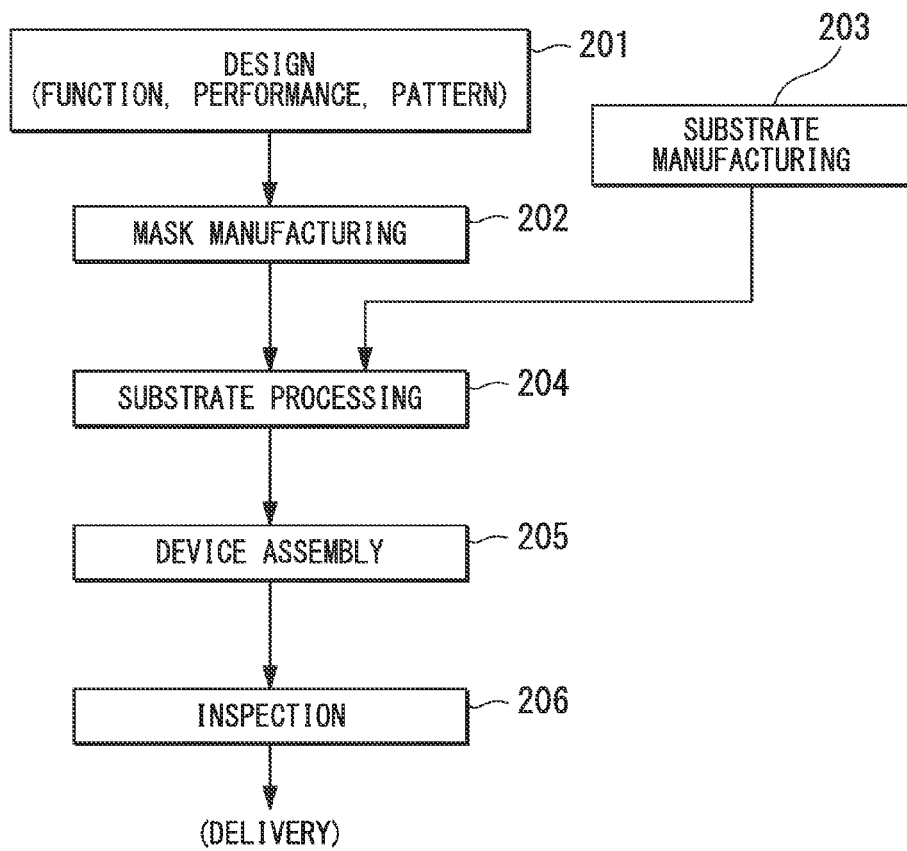 DESIGN
(FUNCTION, PERFORMANCE, PATTERN)
201
203
SUBSTRATE
MANUFACTURING
MASK MANUFACTURING
202
SUBSTRATE PROCESSING
204
DEVICE ASSEMBLY
205
INSPECTION
206
(DELIVERY)